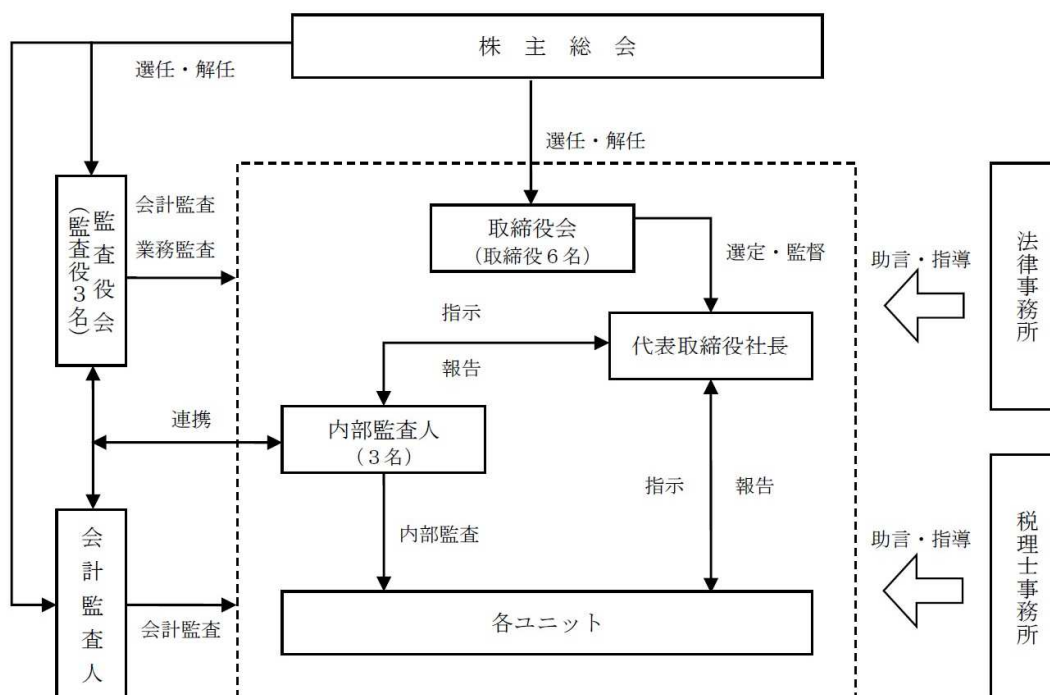 株 主 総 会
選任・解任
選任・解任
監査役会
(監査役３名)
会計監査
業務監査
取締役会
(取締役６名)
選定・監督
助言・指導
法律事務所
指示
代表取締役社長
報告
連携
内部監査人
(３名)
指示
報告
内部監査
助言・指導
税理士事務所
会計監査人
会計監査
各ユニット